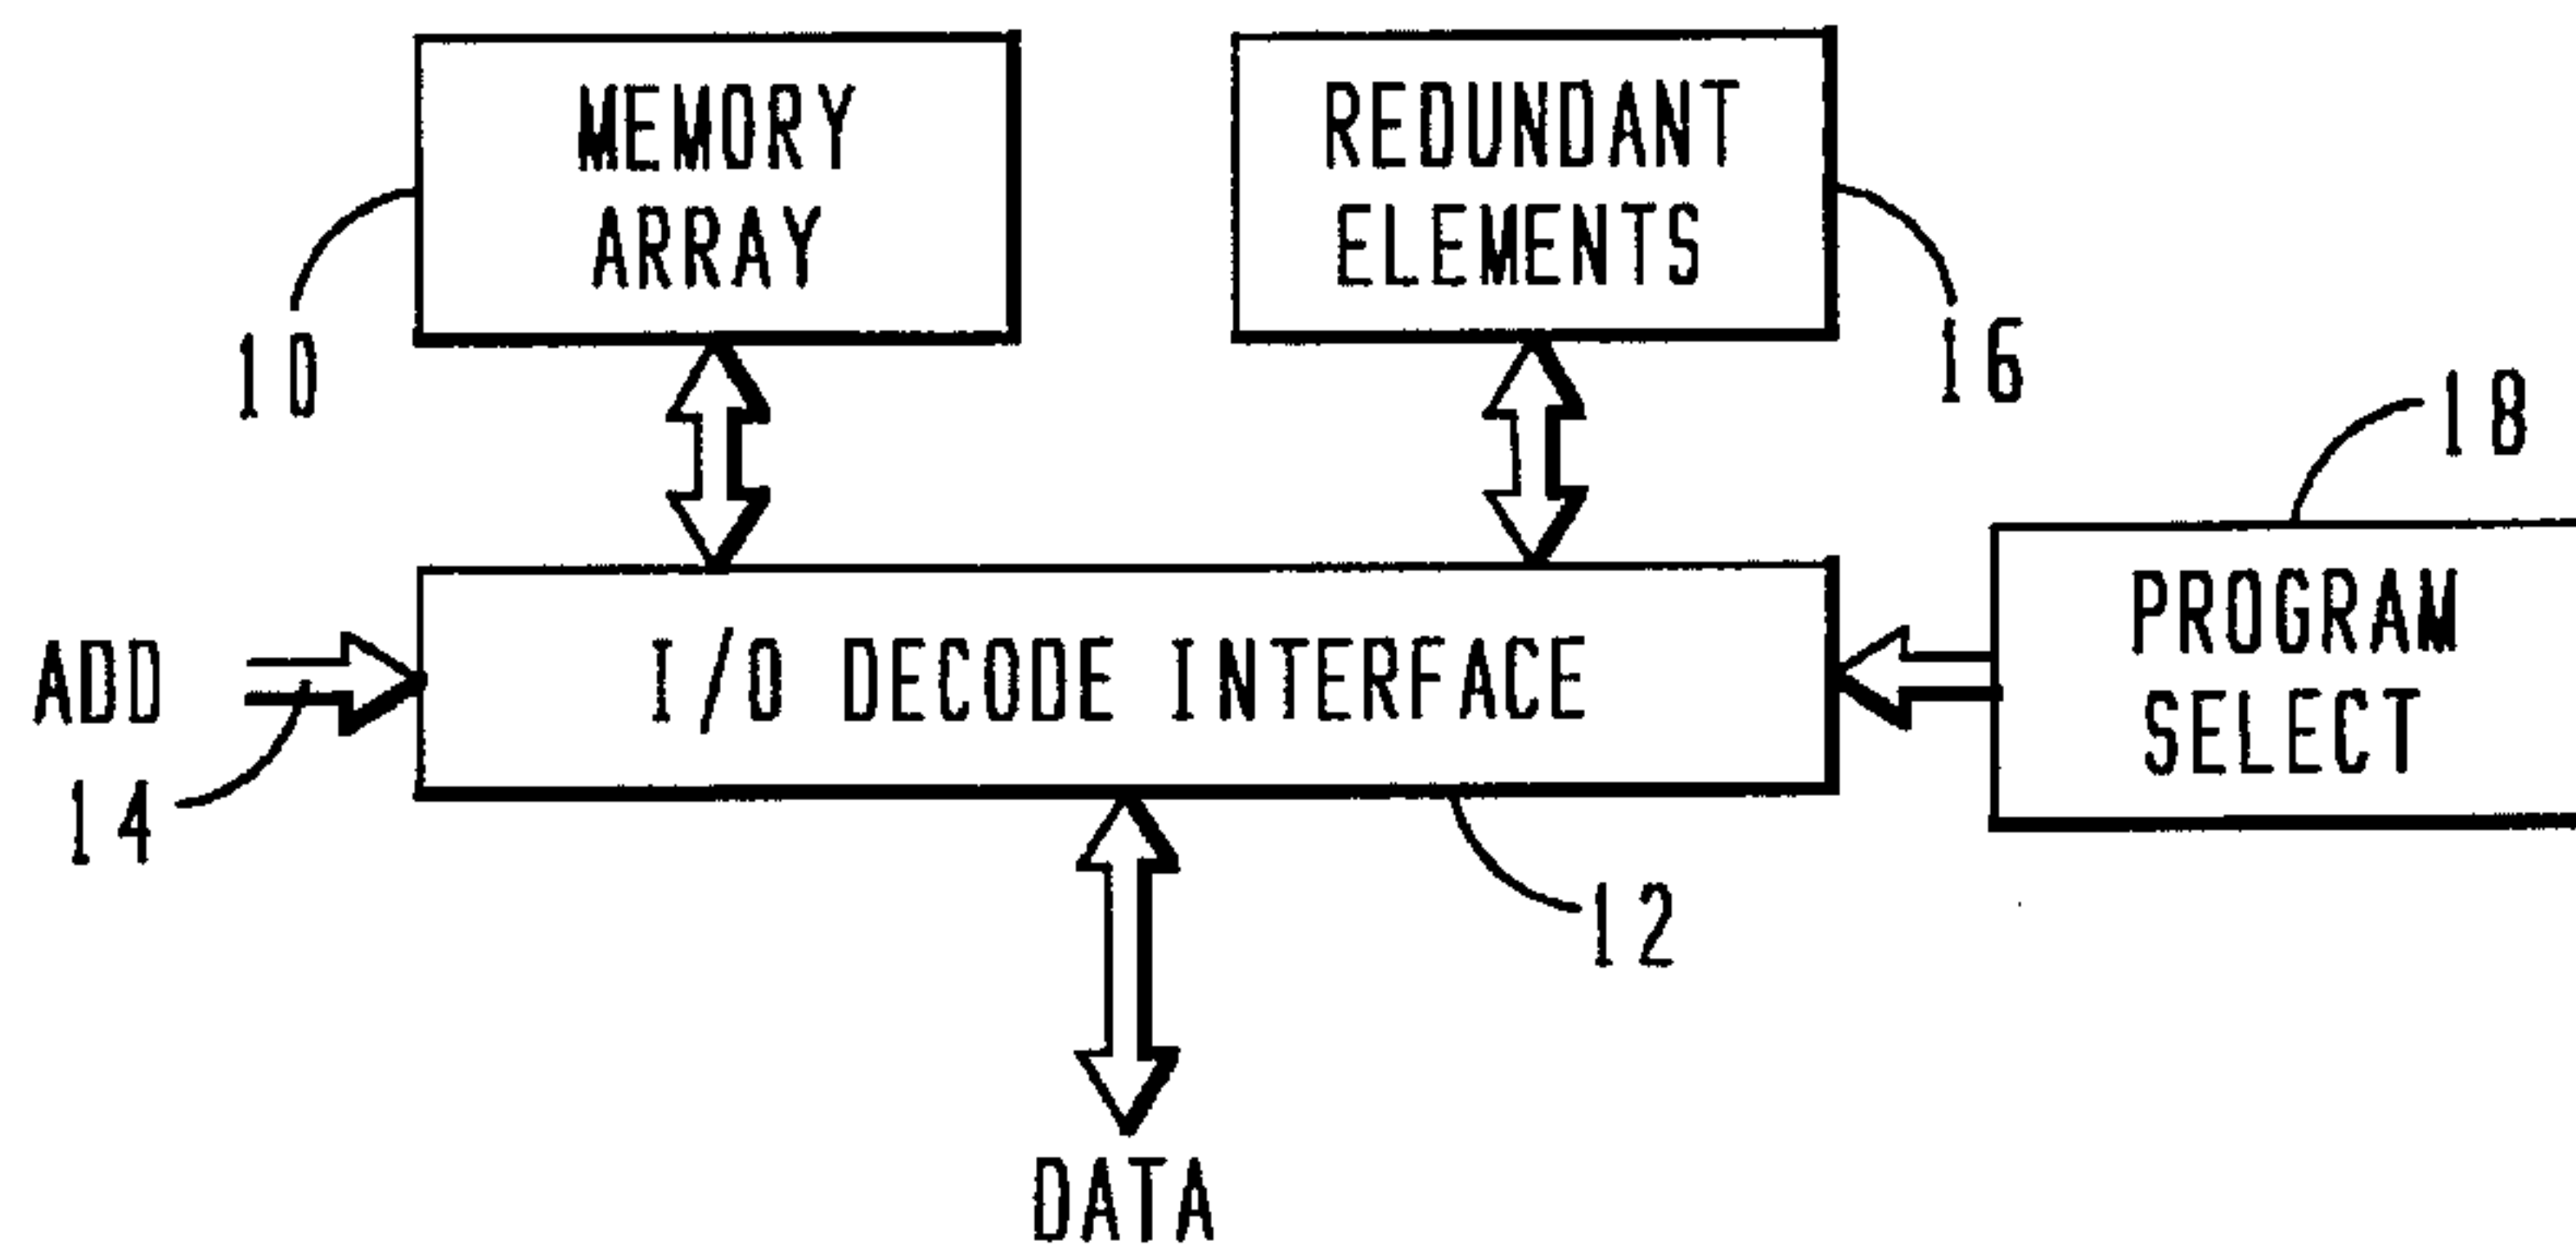 MEMORY
ARRAY
REDUNDANT
ELEMENTS
10
16
18
ADD
I/O DECODE INTERFACE
PROGRAM
SELECT
14
12
DATA